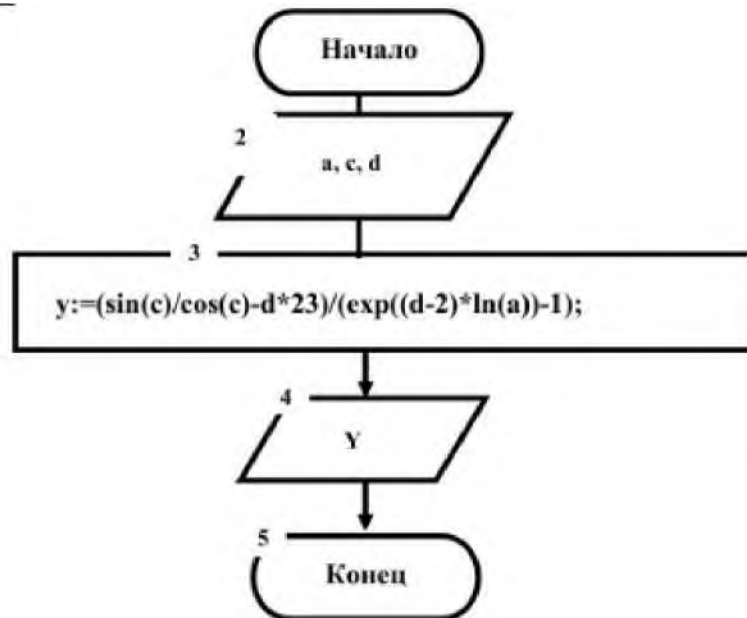 Начало
2
a, c, d
3
y:=(sin(c)/cos(c)-d*23)/(exp((d-2)*ln(a))-1);
4
Y
5
Конец